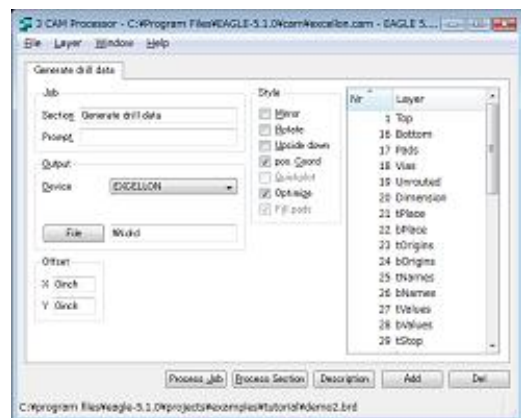 3 CAM Processor - C:¥Program Files¥EAGLE-5.1.0¥cam¥excellon.cam - EAGLE 5....
File Layer Window Help
Generate drill data
Job
Section Generate drill data
Prompt
Output
Device EXCELLON
File
Offset
X 0inch
Y 0inch
Style
Mirror
Rotate
Upside down
pos. Coord
Quickplot
Optimize
Fill pads
Nr Layer
1 Top
16 Bottom
17 Pads
18 Vias
19 Unrouted
20 Dimension
21 tPlace
22 bPlace
23 tOrigins
24 bOrigins
25 tNames
26 bNames
27 tValues
28 bValues
29 tStop
Process Job Process Section Description Add Del
C:¥program files¥eagle-5.1.0¥projects¥examples¥tutorial¥demo2.brd